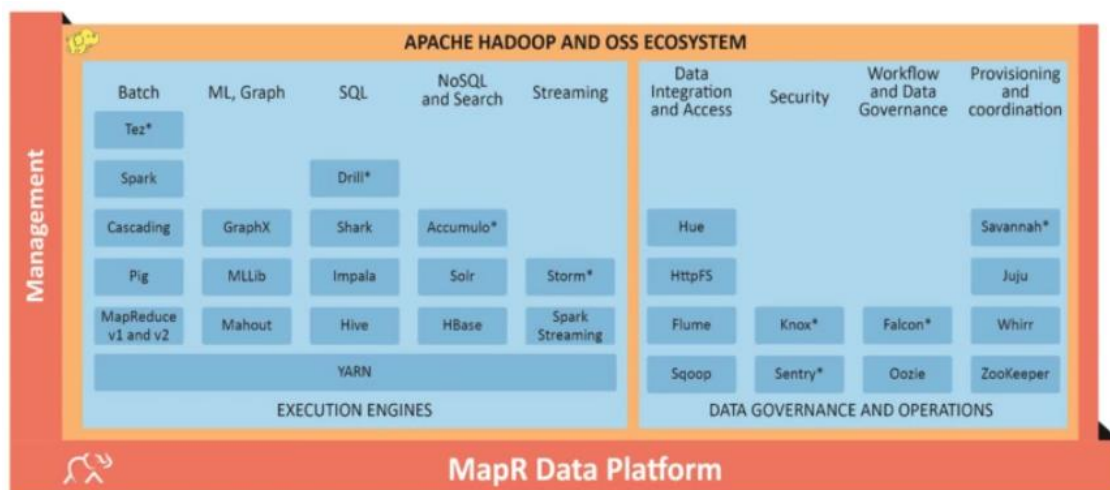 APACHE HADOOP AND OSS ECOSYSTEM
Management
Batch
Tez*
Spark
Cascading
Pig
MapReduce
v1 and v2
ML, Graph
GraphX
MLLib
Mahout
SQL
Drill*
Shark
Impala
Hive
NoSQL
and Search
Accumulo*
Solr
HBase
Streaming
Storm*
Spark
Streaming
YARN
EXECUTION ENGINES
Data
Integration
and Access
Hue
HttpFS
Flume
Sqoop
Security
Knox*
Sentry*
Workflow
and Data
Governance
Falcon*
Oozie
Provisioning
and
coordination
Savannah*
Juju
Whirr
ZooKeeper
DATA GOVERNANCE AND OPERATIONS
MapR Data Platform